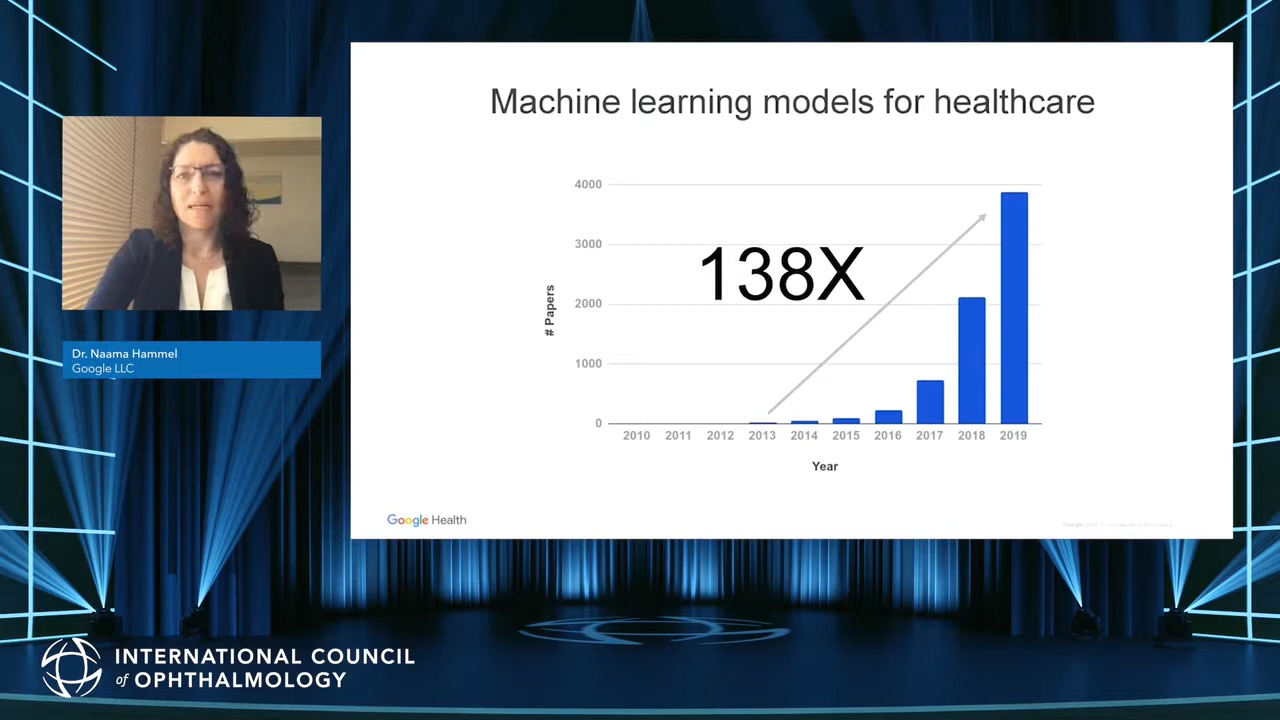 Machine learning models for healthcare
4000
3000
2000
1000
0
# Papers
138X
2010 2011 2012 2013 2014 2015 2016 2017 2018 2019
Year
Google Health
Google
Dr. Naama Hammel
Google LLC
INTERNATIONAL COUNCIL
of OPHTHALMOLOGY